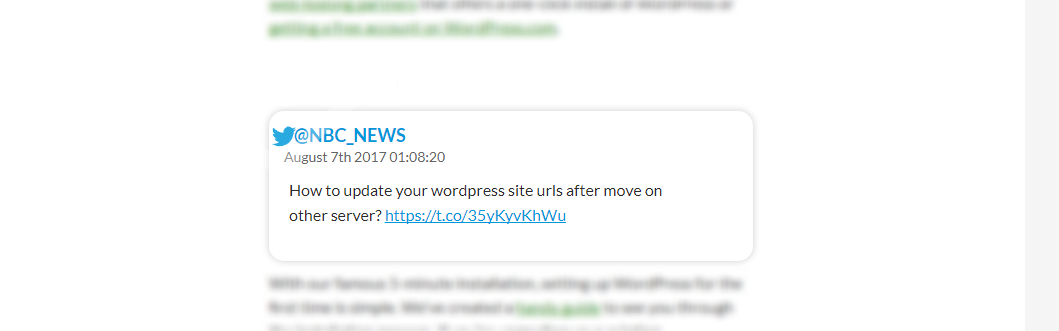 getting a free account on WordPress.com.
@NBC_NEWS
August 7th 2017 01:08:20
How to update your wordpress site urls after move on
other server? https://t.co/35yKyvKhWu
With our famous 5-minute installation, setting up WordPress for the
first time is simple. We've created a handy guide to see you through